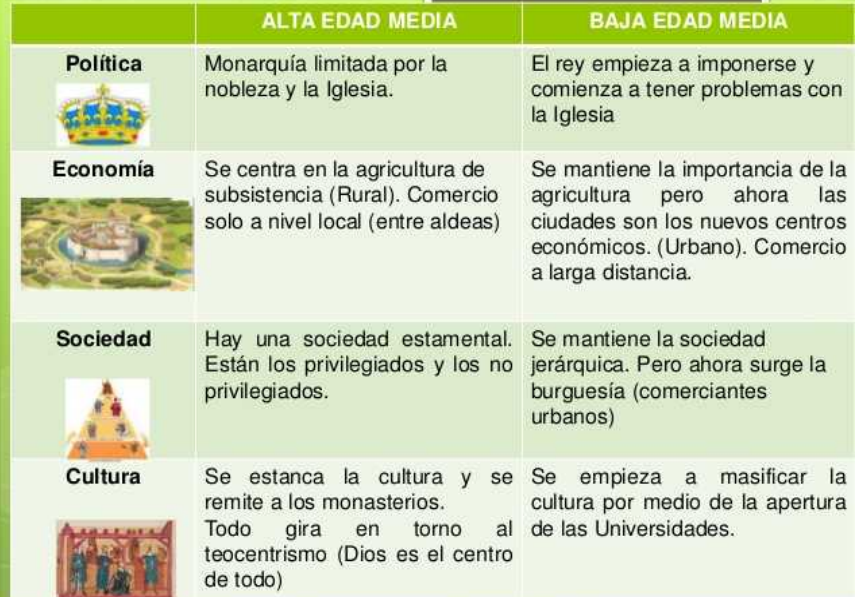 ALTA EDAD MEDIA
BAJA EDAD MEDIA
Política
Monarquía limitada por la
nobleza y la Iglesia.
El rey empieza a imponerse y
comienza a tener problemas con
la Iglesia
Economía
Se centra en la agricultura de
subsistencia (Rural). Comercio
solo a nivel local (entre aldeas)
Se mantiene la importancia de la
agricultura pero ahora las
ciudades son los nuevos centros
económicos. (Urbano). Comercio
a larga distancia.
Sociedad
Hay una sociedad estamental.
Están los privilegiados y los no
privilegiados.
Se mantiene la sociedad
jerárquica. Pero ahora surge la
burguesía (comerciantes
urbanos)
Cultura
Se estanca la cultura y se
remite a los monasterios.
Todo gira en torno al
teocentrismo (Dios es el centro
de todo)
Se empieza a masificar la
cultura por medio de la apertura
de las Universidades.